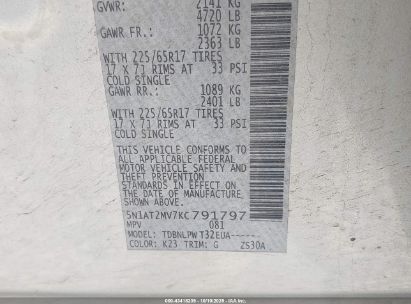 GVWR: 2141 KG
4720 LB
GAWR FR.: 1072 KG
2363 LB
WITH 225/65R17 TIRES
17 X 7J RIMS AT 33 PSI
COLD SINGLE
GAWR RR.: 1089 KG
2401 LB
WITH 225/65R17 TIRES
17 X 7J RIMS AT 33 PSI
COLD SINGLE
THIS VEHICLE CONFORMS TO
ALL APPLICABLE FEDERAL
MOTOR VEHICLE SAFETY AND
THEFT PREVENTION
STANDARDS IN EFFECT ON
THE DATE OF MANUFACTURE
SHOWN ABOVE.
5N1AT2MV7KC791797
MPV 081
MODEL: TDBNLPW T32EUA------
COLOR: K23 TRIM: G ZS30A